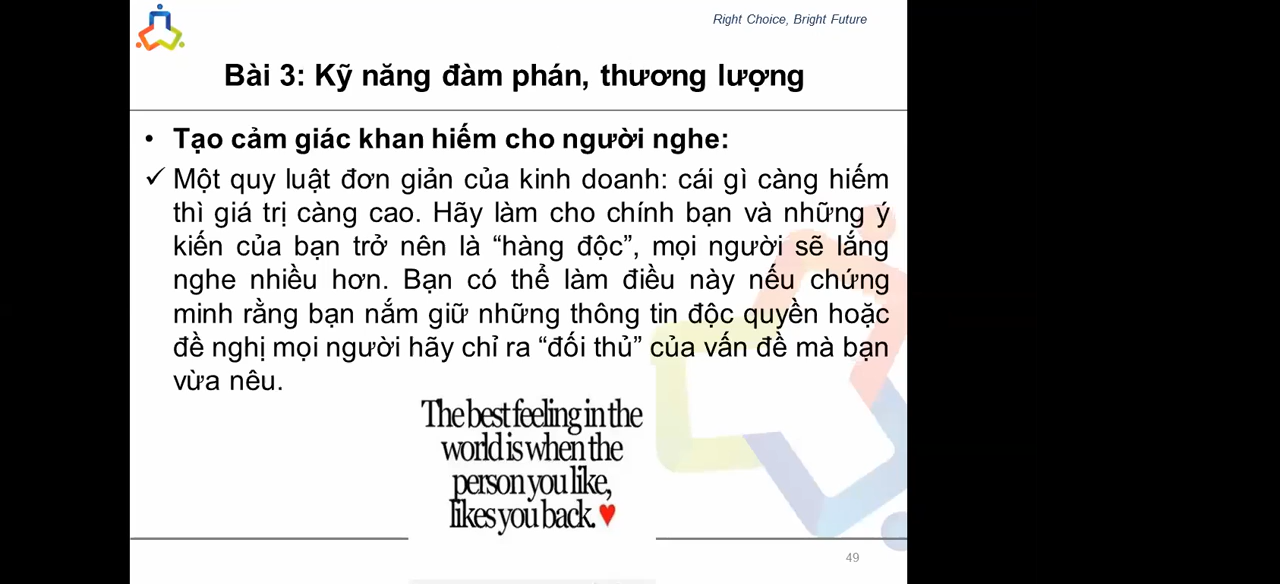 Right Choice, Bright Future
Bài 3: Kỹ năng đàm phán, thương lượng
• Tạo cảm giác khan hiếm cho người nghe:
✓ Một quy luật đơn giản của kinh doanh: cái gì càng hiếm
thì giá trị càng cao. Hãy làm cho chính bạn và những ý
kiến của bạn trở nên là “hàng độc”, mọi người sẽ lắng
nghe nhiều hơn. Bạn có thể làm điều này nếu chứng
minh rằng bạn nắm giữ những thông tin độc quyền hoặc
đề nghị mọi người hãy chỉ ra “đối thủ” của vấn đề mà bạn
vừa nêu.
The best feeling in the
world is when the
person you like,
likes you back.♥
49